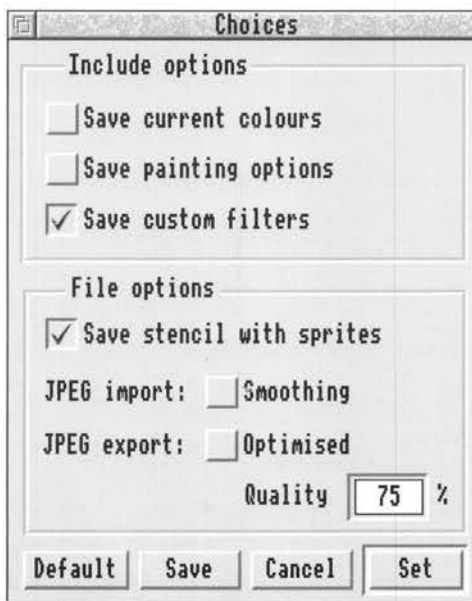 Choices
Include options
Save current colours
Save painting options
Save custom filters
File options
Save stencil with sprites
JPEG import: Smoothing
JPEG export: Optimised
Quality 75 %
Default Save Cancel Set